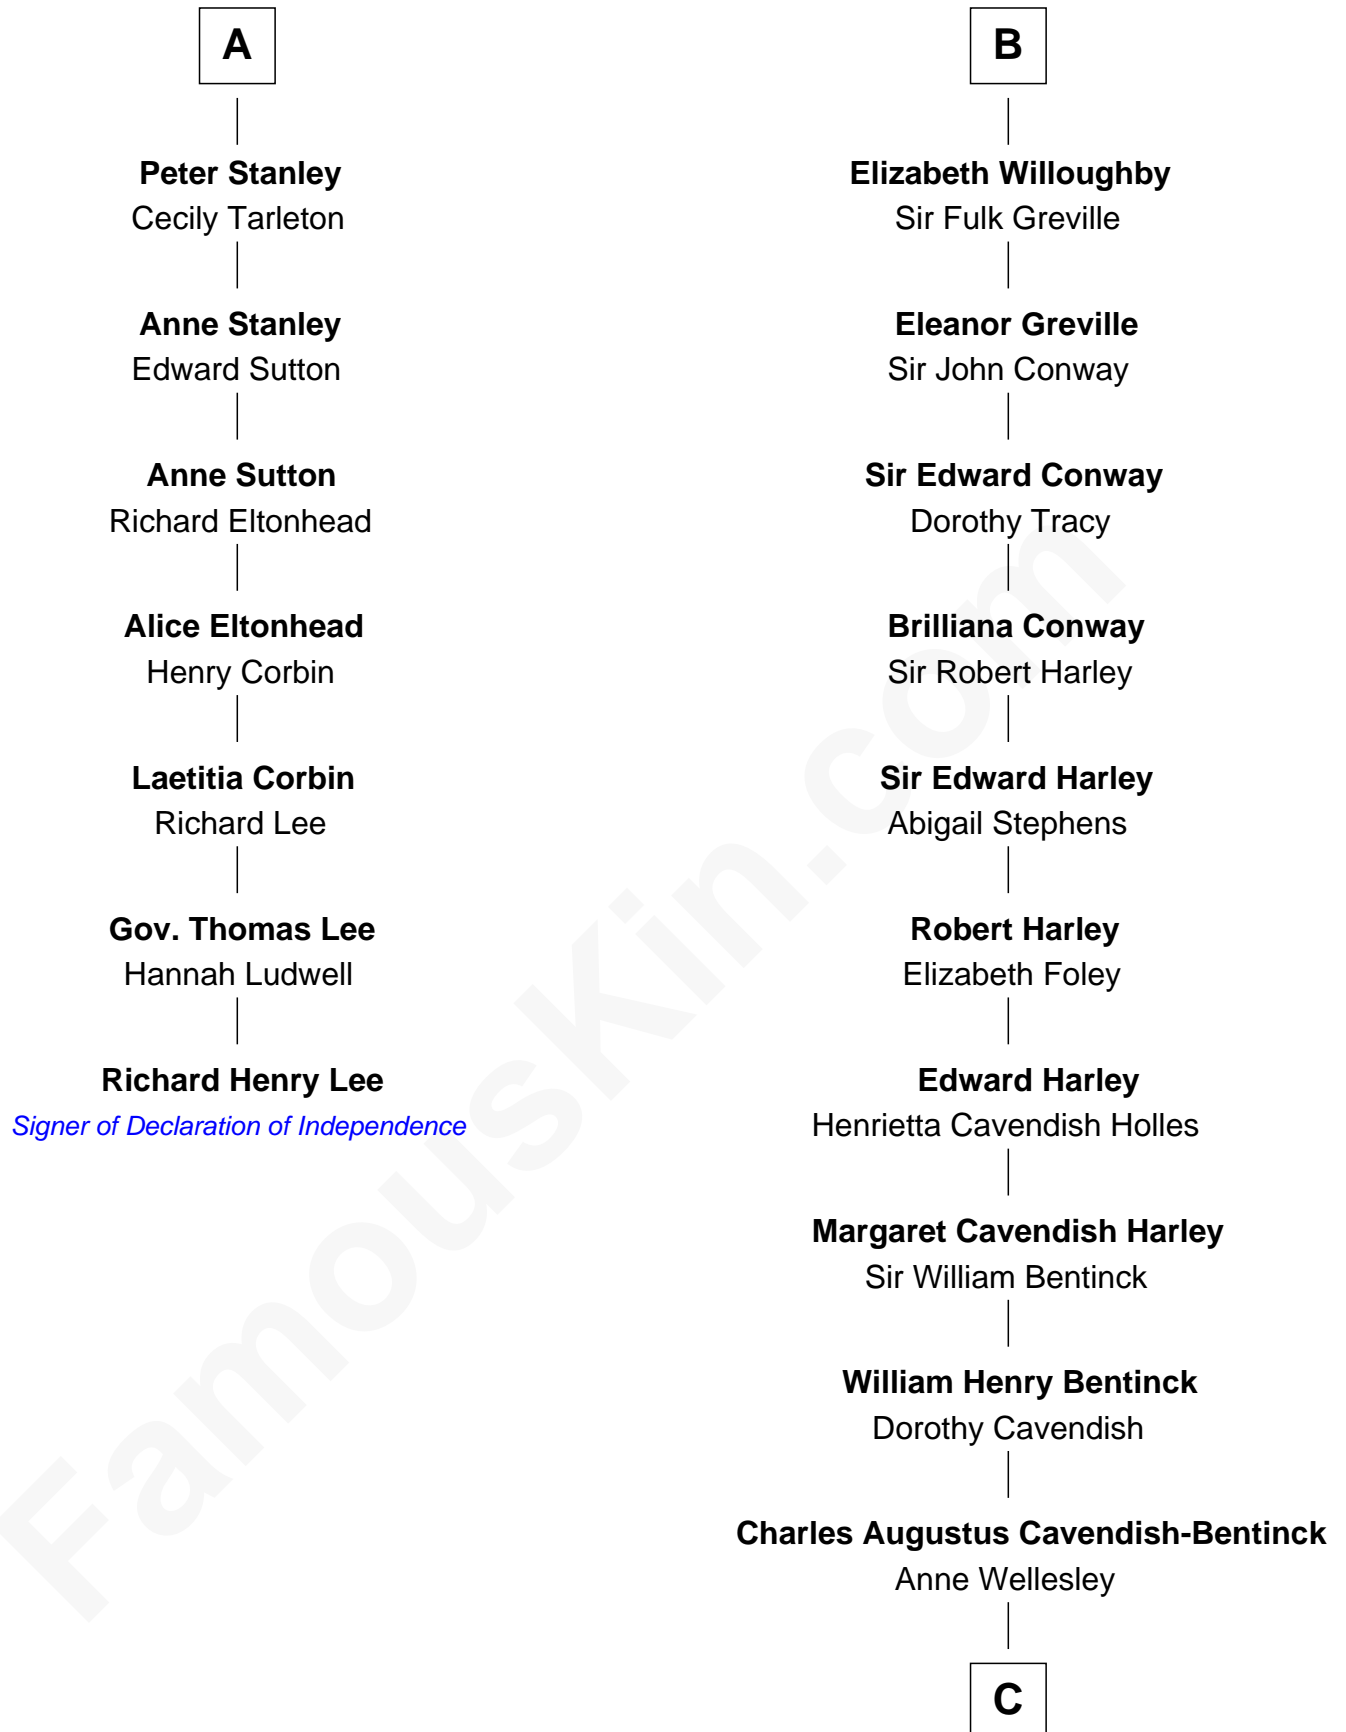 A
Peter Stanley
Cecily Tarleton
Anne Stanley
Edward Sutton
Anne Sutton
Richard Eltonhead
Alice Eltonhead
Henry Corbin
Laetitia Corbin
Richard Lee
Gov. Thomas Lee
Hannah Ludwell
Richard Henry Lee
Signer of Declaration of Independence
B
Elizabeth Willoughby
Sir Fulk Greville
Eleanor Greville
Sir John Conway
Sir Edward Conway
Dorothy Tracy
Brilliana Conway
Sir Robert Harley
Sir Edward Harley
Abigail Stephens
Robert Harley
Elizabeth Foley
Edward Harley
Henrietta Cavendish Holles
Margaret Cavendish Harley
Sir William Bentinck
William Henry Bentinck
Dorothy Cavendish
Charles Augustus Cavendish-Bentinck
Anne Wellesley
C
FamousKin.com